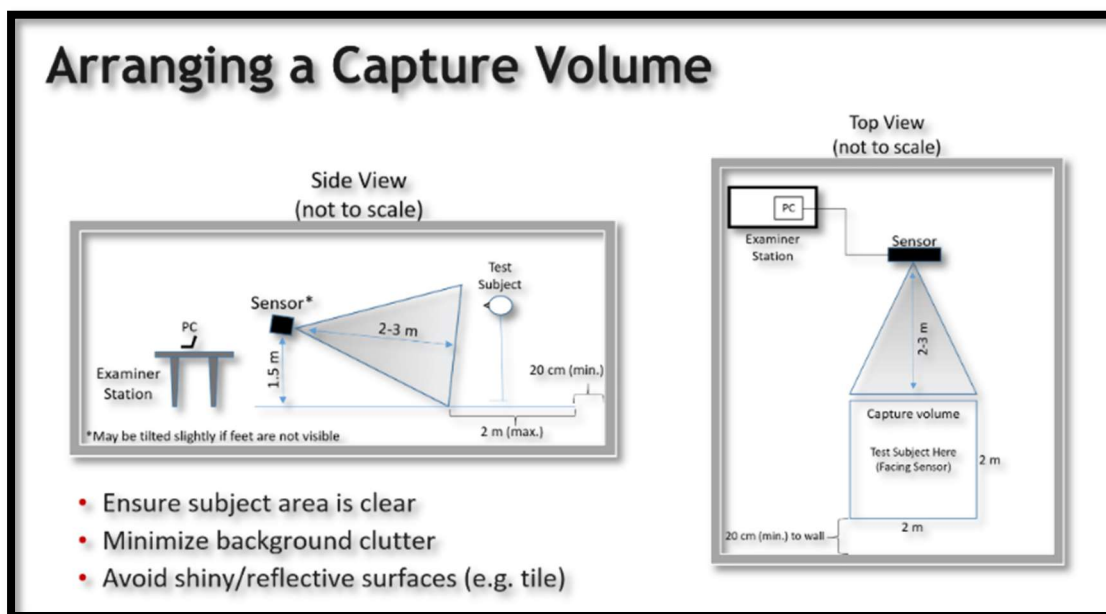 Arranging a Capture Volume
Side View
(not to scale)
Sensor*
PC
Examiner
Station
1.5 m
2-3 m
Test
Subject
20 cm (min.)
2 m (max.)
*May be tilted slightly if feet are not visible
Top View
(not to scale)
PC
Examiner
Station
Sensor
2-3 m
Capture volume
Test Subject Here
(Facing Sensor)
2 m
2 m
20 cm (min.) to wall
• Ensure subject area is clear
• Minimize background clutter
• Avoid shiny/reflective surfaces (e.g. tile)